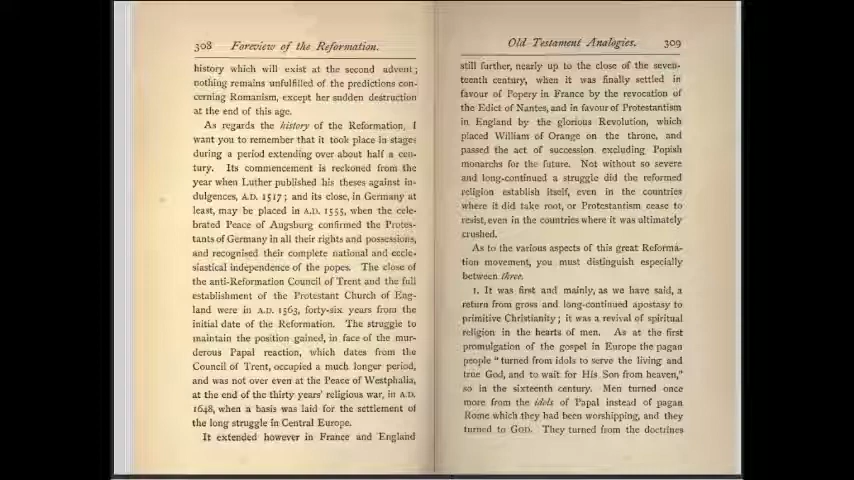 308 Foreview of the Reformation.
history which will exist at the second advent;
nothing remains unfulfilled of the predictions con-
cerning Romanism, except her sudden destruction
at the end of this age.
As regards the history of the Reformation, I
want you to remember that it took place in stages
during a period extending over about half a cen-
tury. Its commencement is reckoned from the
year when Luther published his theses against in-
dulgences, A.D. 1517; and its close, in Germany at
least, may be placed in A.D. 1555, when the cele-
brated Peace of Augsburg confirmed the Protes-
tants of Germany in all their rights and possessions,
and recognised their complete national and eccle-
siastical independence of the popes. The close of
the anti-Reformation Council of Trent and the full
establishment of the Protestant Church of Eng-
land were in A.D. 1563, forty-six years from the
initial date of the Reformation. The struggle to
maintain the position gained, in face of the mur-
derous Papal reaction, which dates from the
Council of Trent, occupied a much longer period,
and was not over even at the Peace of Westphalia,
at the end of the thirty years' religious war, in A.D.
1648, when a basis was laid for the settlement of
the long struggle in Central Europe.
It extended however in France and England
Old Testament Analogies. 309
still further, nearly up to the close of the seven-
teenth century, when it was finally settled in
favour of Popery in France by the revocation of
the Edict of Nantes, and in favour of Protestantism
in England by the glorious Revolution, which
placed William of Orange on the throne, and
passed the act of succession excluding Popish
monarchs for the future. Not without so severe
and long-continued a struggle did the reformed
religion establish itself, even in the countries
where it did take root, or Protestantism cease to
resist, even in the countries where it was ultimately
crushed.
As to the various aspects of this great Reforma-
tion movement, you must distinguish especially
between three.
1. It was first and mainly, as we have said, a
return from gross and long-continued apostasy to
primitive Christianity; it was a revival of spiritual
religion in the hearts of men. As at the first
promulgation of the gospel in Europe the pagan
people "turned from idols to serve the living and
true God, and to wait for His Son from heaven,"
so in the sixteenth century. Men turned once
more from the idols of Papal instead of pagan
Rome which they had been worshipping, and they
turned to GOD. They turned from the doctrines